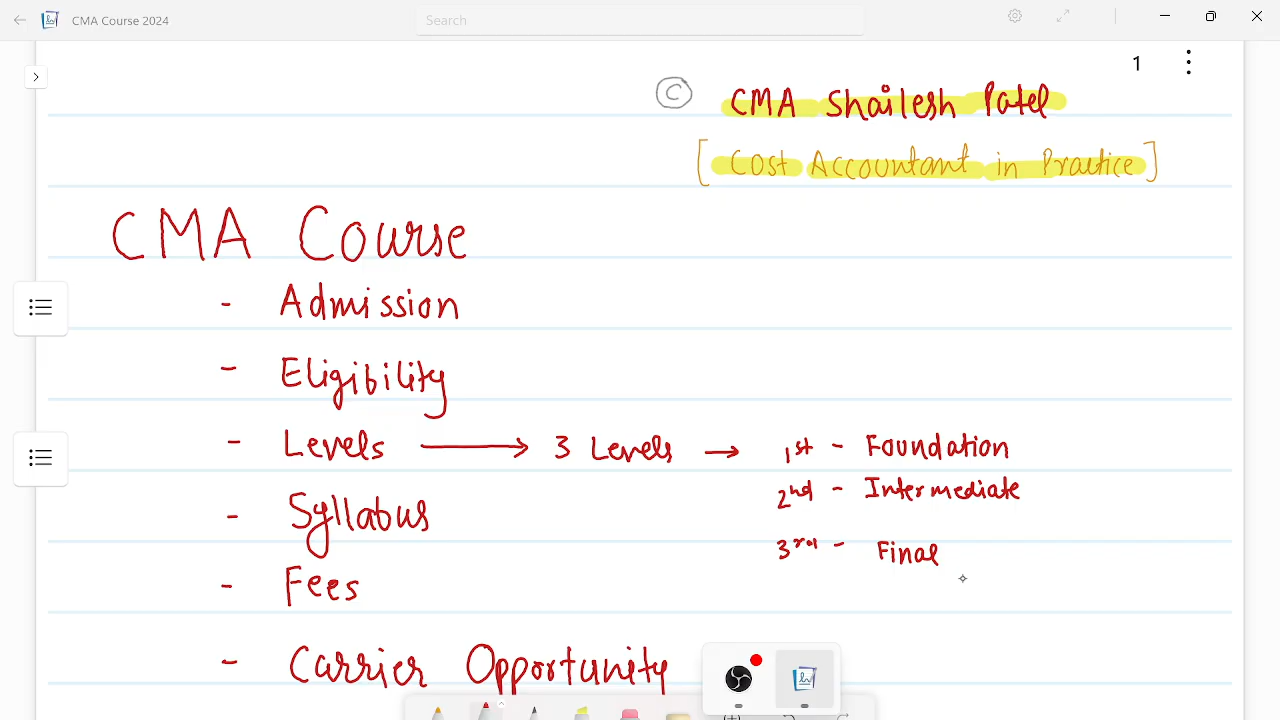 CMA Course 2024
Search
1
© CMA Shailesh Patel
[Cost Accountant in Practice]
CMA Course
- Admission
- Eligibility
- Levels → 3 Levels → 1st - Foundation
2nd - Intermediate
- Syllabus
3rd - Final
- Fees
- Carrier Opportunity